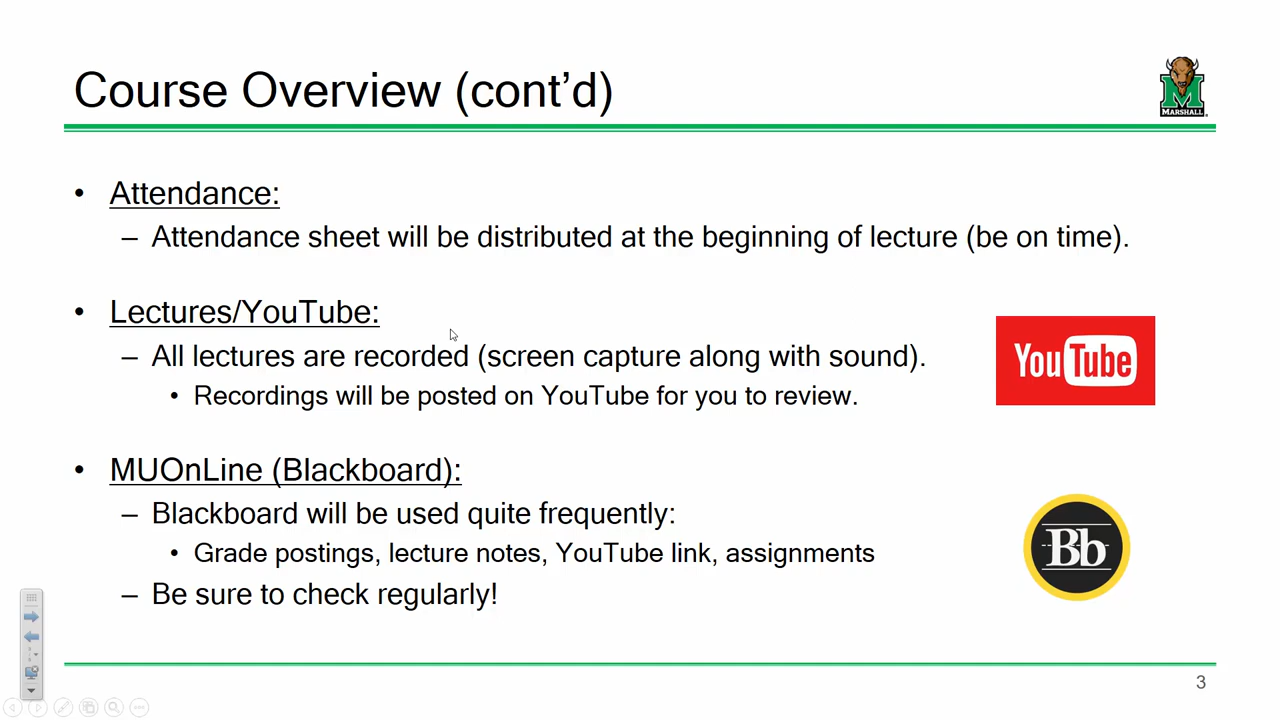 Course Overview (cont’d)
M
MARSHALL
• Attendance:
– Attendance sheet will be distributed at the beginning of lecture (be on time).
• Lectures/YouTube:
– All lectures are recorded (screen capture along with sound).
• Recordings will be posted on YouTube for you to review.
YouTube
• MUOnLine (Blackboard):
– Blackboard will be used quite frequently:
• Grade postings, lecture notes, YouTube link, assignments
Bb
– Be sure to check regularly!
3